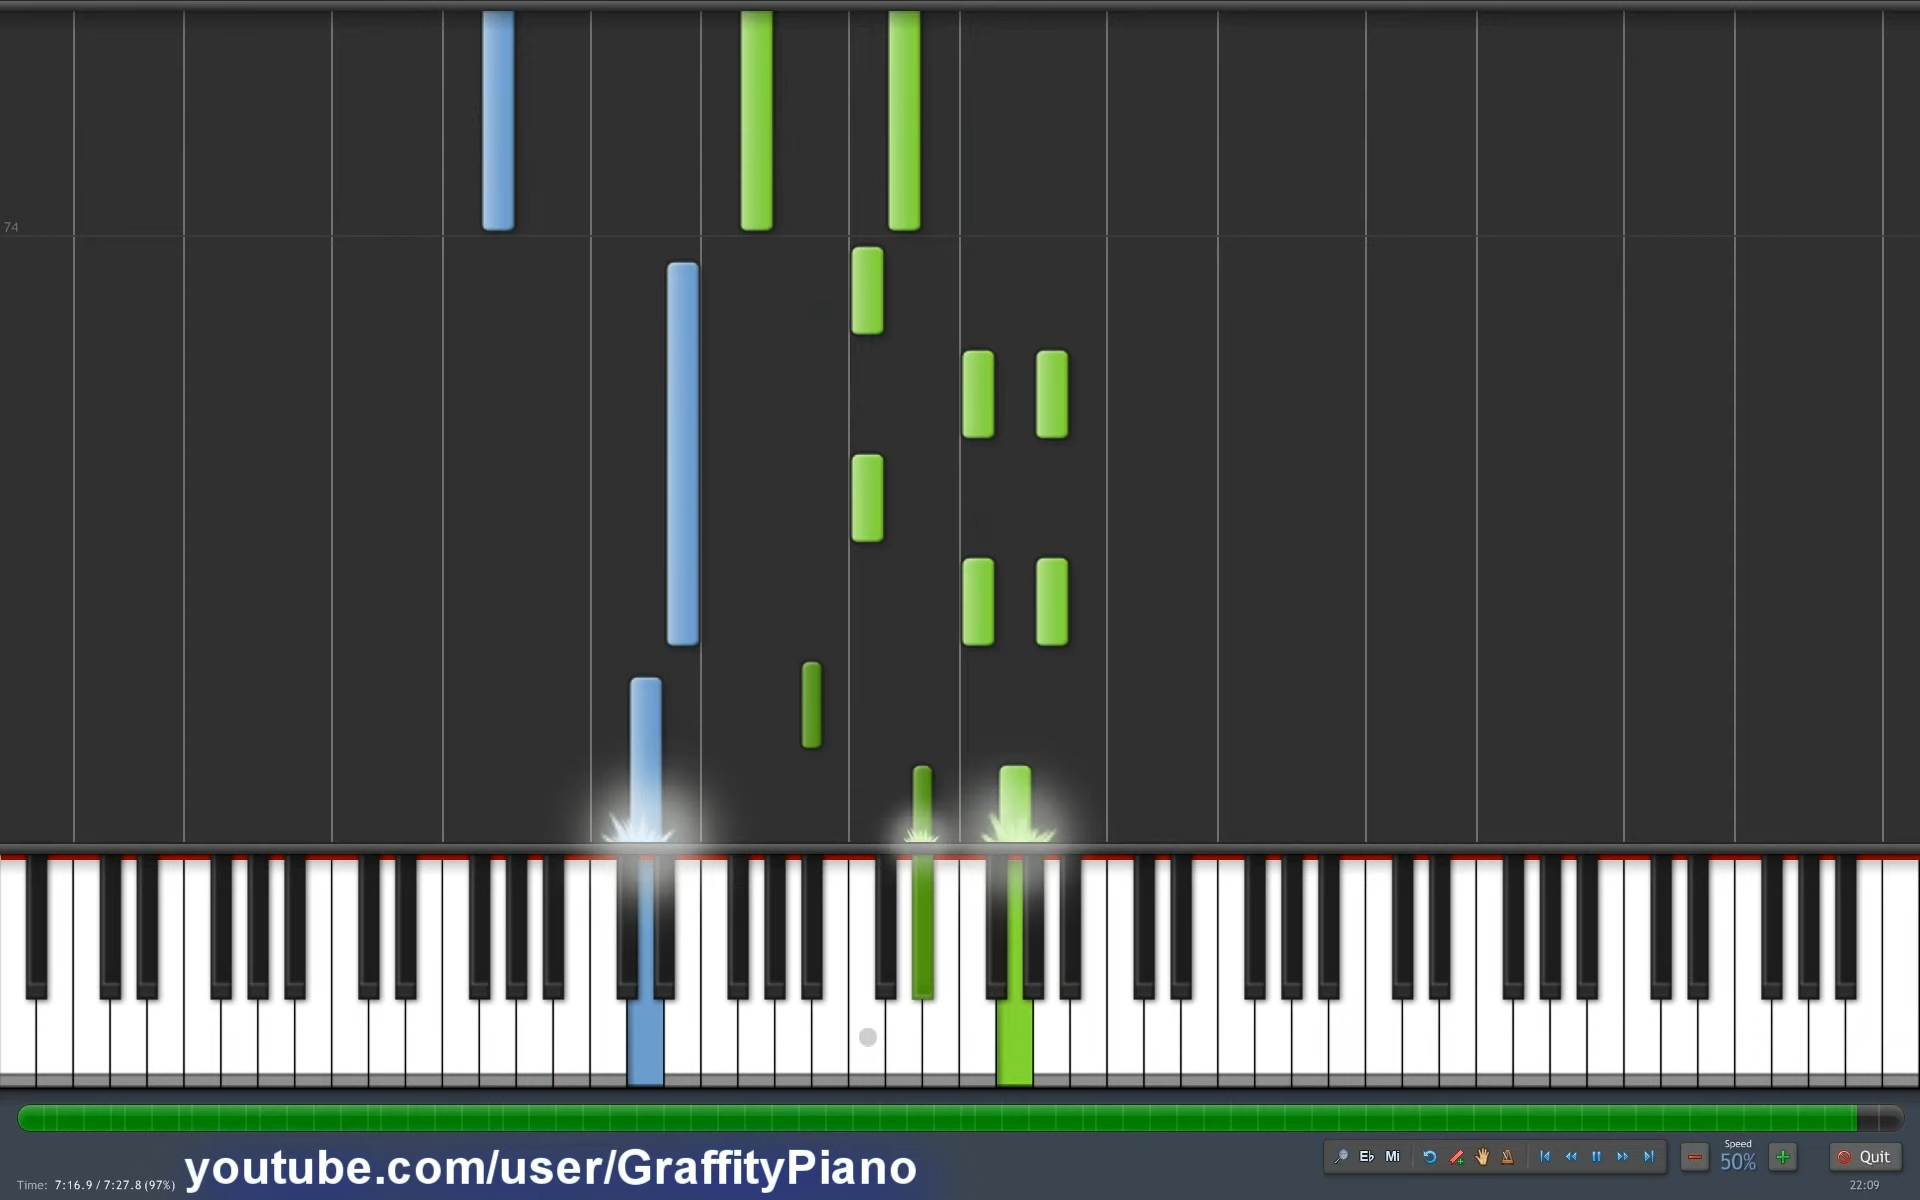 74
Eb Mi
Speed
50%
Quit
youtube.com/user/GraffityPiano
Time: 7:16.9 / 7:27.8 (97%)
22:09